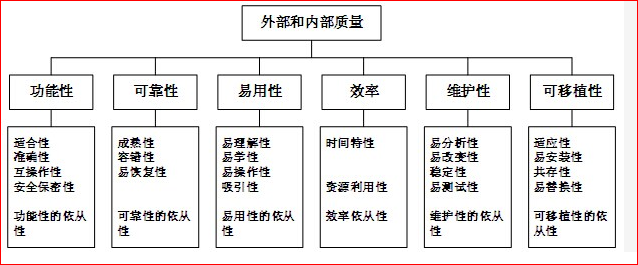 外部和内部质量
功能性
可靠性
易用性
效率
维护性
可移植性
适合性
准确性
互操作性
安全保密性
功能性的依从
性
成熟性
容错性
易恢复性
可靠性的依从
性
易理解性
易学性
易操作性
吸引性
易用性的依从
性
时间特性
资源利用性
效率依从性
易分析性
易改变性
稳定性
易测试性
维护性的依从
性
适应性
易安装性
共存性
易替换性
可移植性的依
从性